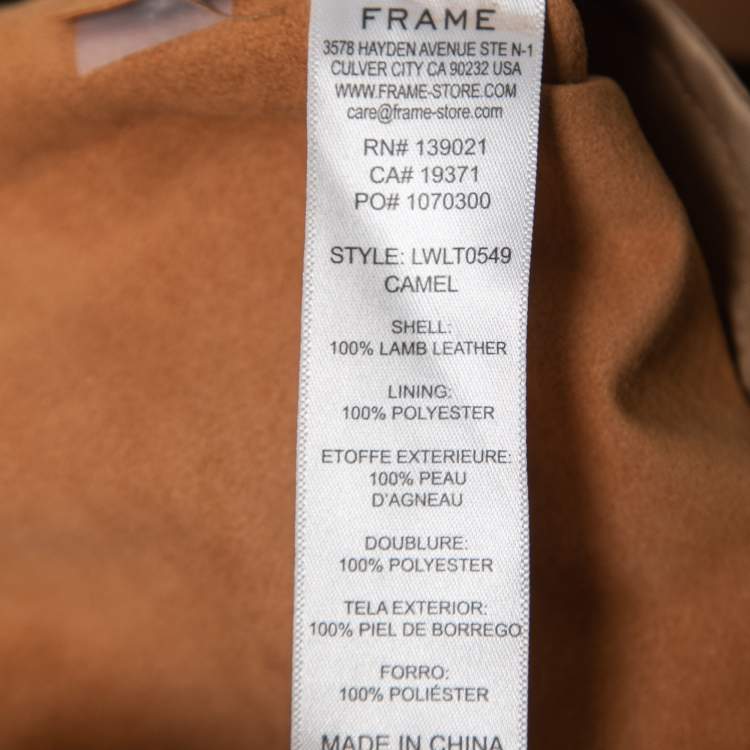 FRAME
3578 HAYDEN AVENUE STE N-1
CULVER CITY CA 90232 USA
WWW.FRAME-STORE.COM
care@frame-store.com
RN# 139021
CA# 19371
PO# 1070300
STYLE: LWLT0549
CAMEL
SHELL:
100% LAMB LEATHER
LINING:
100% POLYESTER
ETOFFE EXTERIEURE:
100% PEAU
D'AGNEAU
DOUBLURE:
100% POLYESTER
TELA EXTERIOR:
100% PIEL DE BORREGO
FORRO:
100% POLIÉSTER
MADE IN CHINA